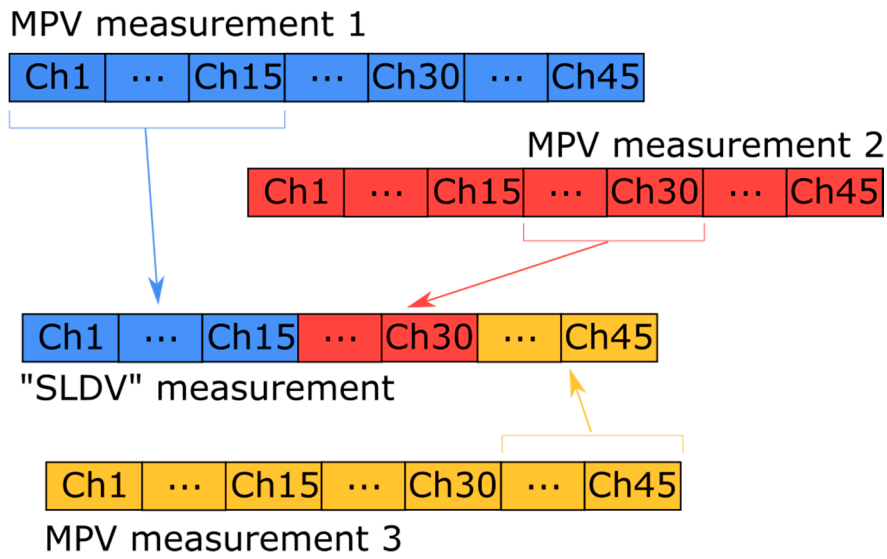 MPV measurement 1
Ch1 ... Ch15 ... Ch30 ... Ch45
MPV measurement 2
Ch1 ... Ch15 ... Ch30 ... Ch45
Ch1 ... Ch15 ... Ch30 ... Ch45
"SLDV" measurement
Ch1 ... Ch15 ... Ch30 ... Ch45
MPV measurement 3